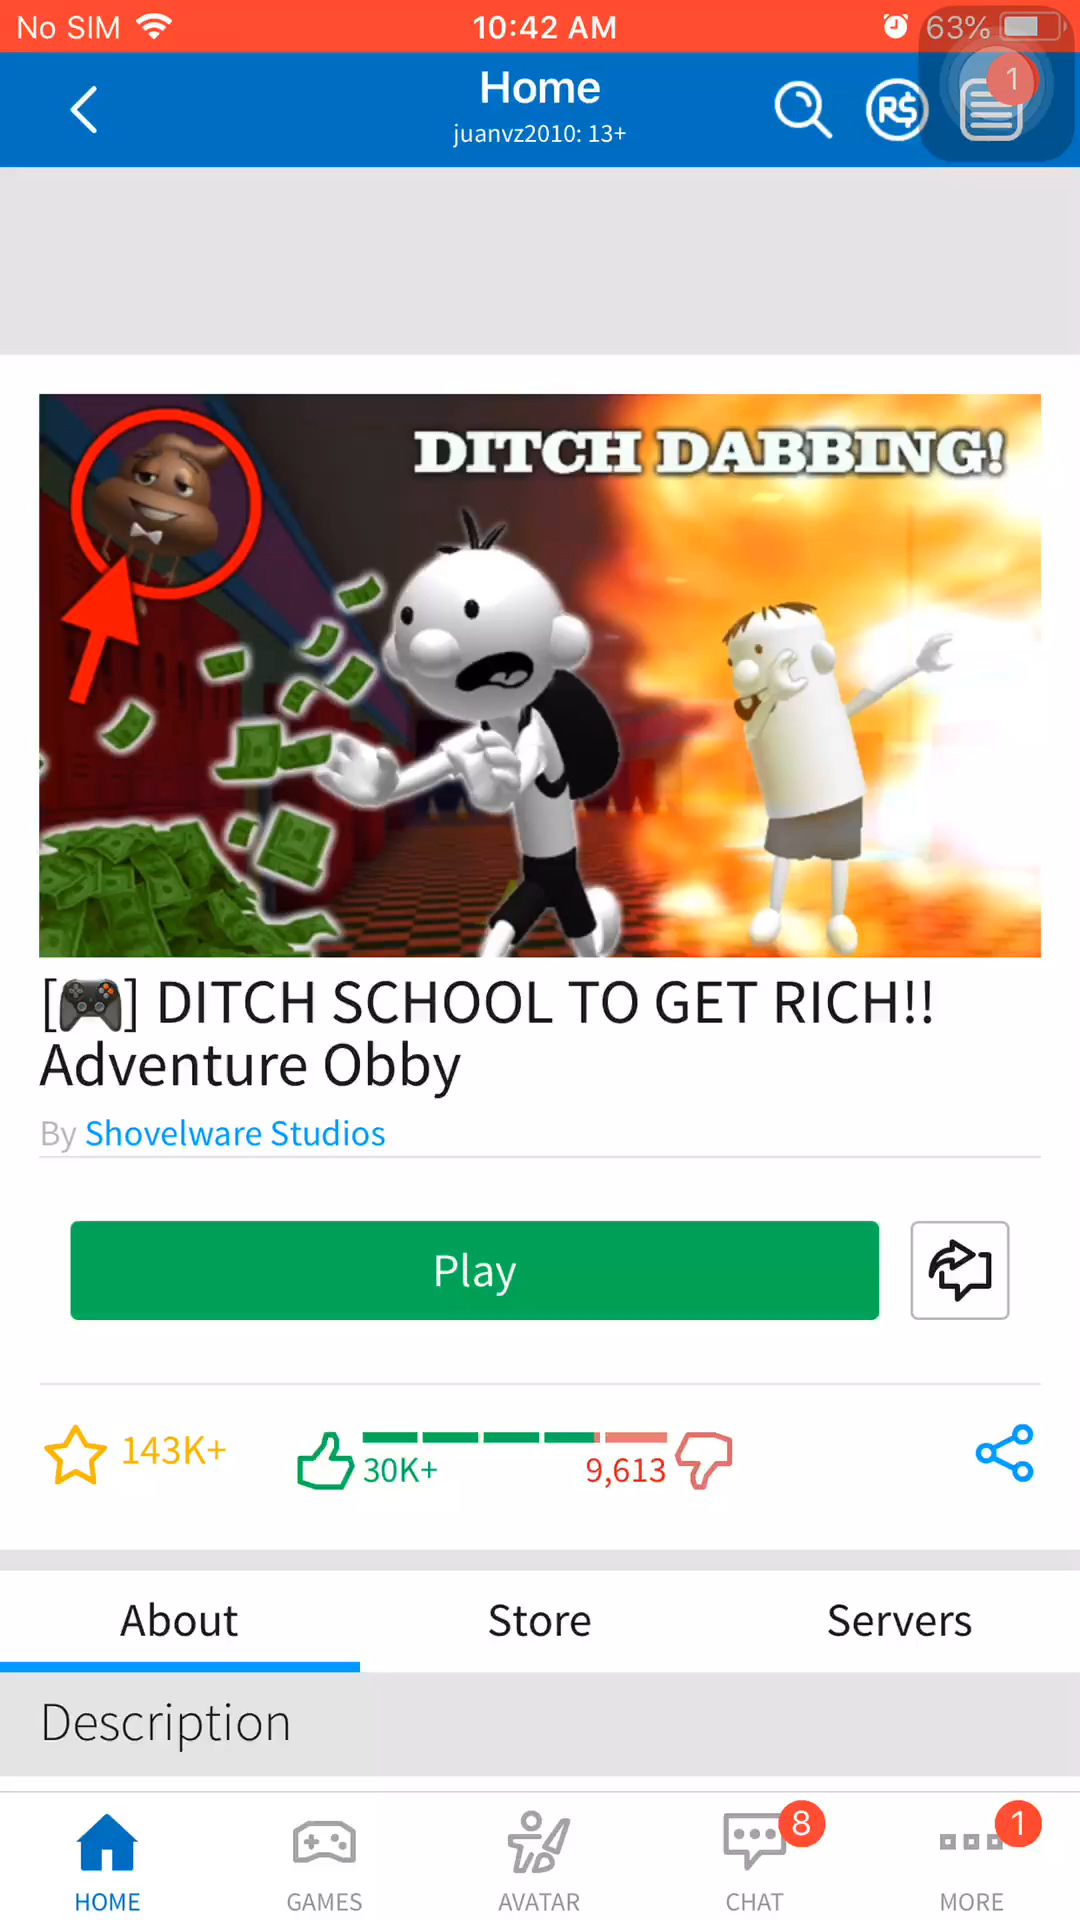 No SIM
10:42 AM
63%
Home
juanvz2010: 13+
R$
1
DITCH DABBING!
[🎮] DITCH SCHOOL TO GET RICH!!
Adventure Obby
By Shovelware Studios
Play
143K+
30K+
9,613
About
Store
Servers
Description
8
1
HOME
GAMES
AVATAR
CHAT
MORE